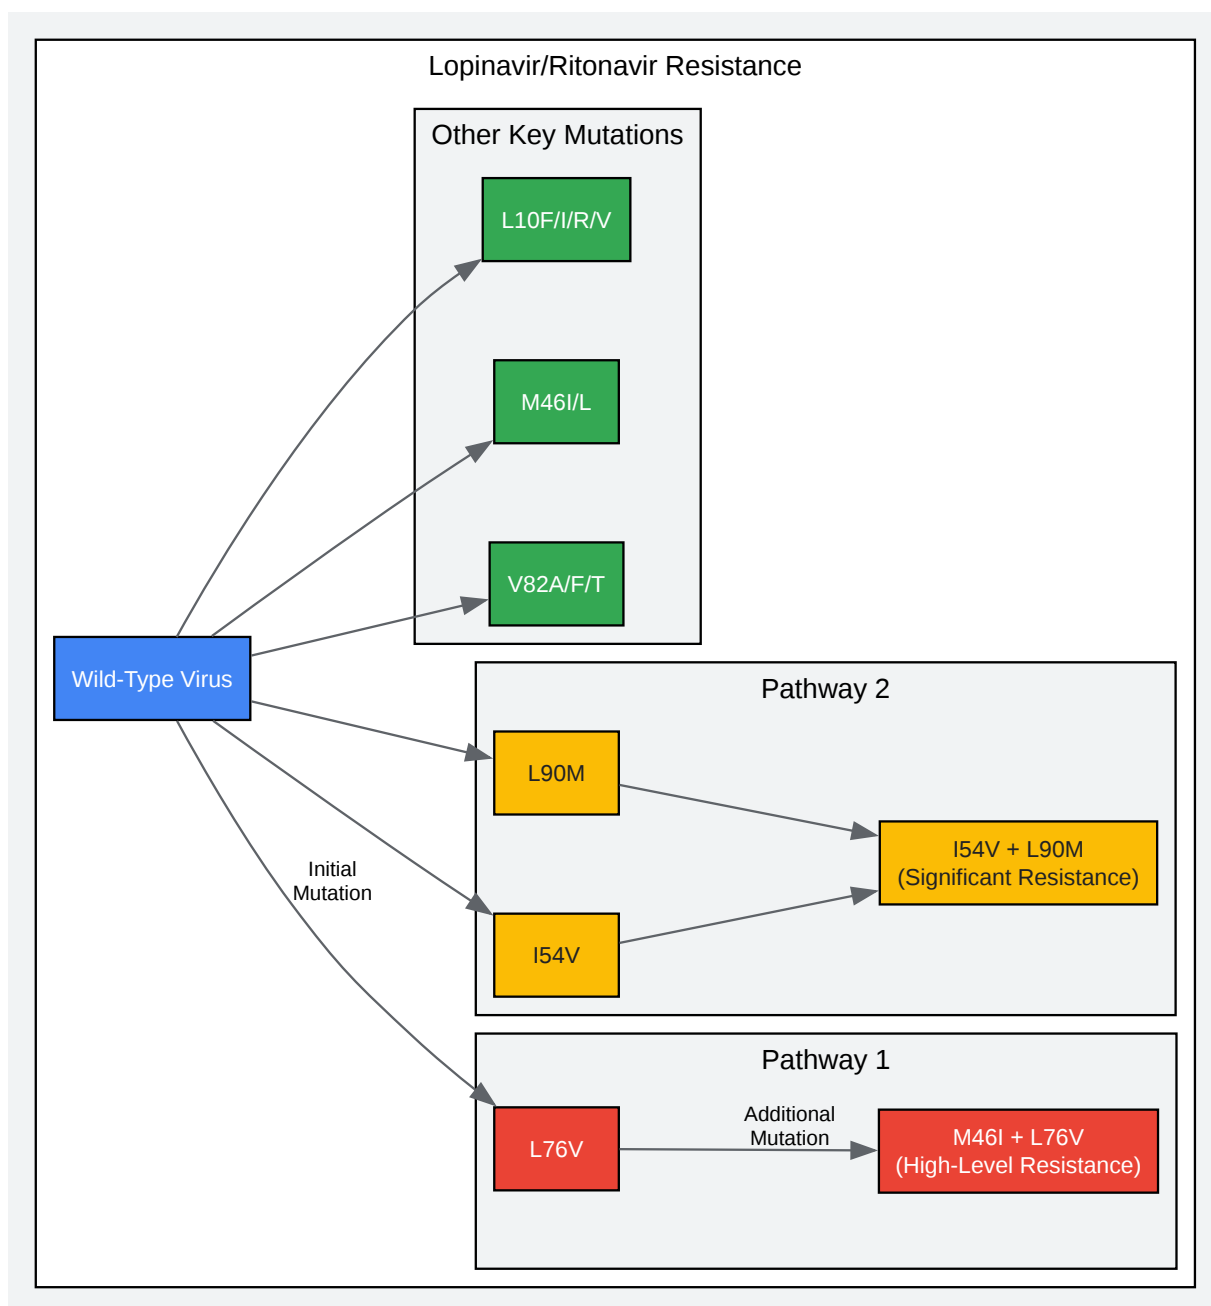 Lopinavir/Ritonavir Resistance
Other Key Mutations
L10F/I/R/V
M46I/L
V82A/F/T
Wild-Type Virus
Pathway 2
L90M
I54V + L90M
(Significant Resistance)
Initial
Mutation
I54V
Pathway 1
L76V
Additional
Mutation
M46I + L76V
(High-Level Resistance)